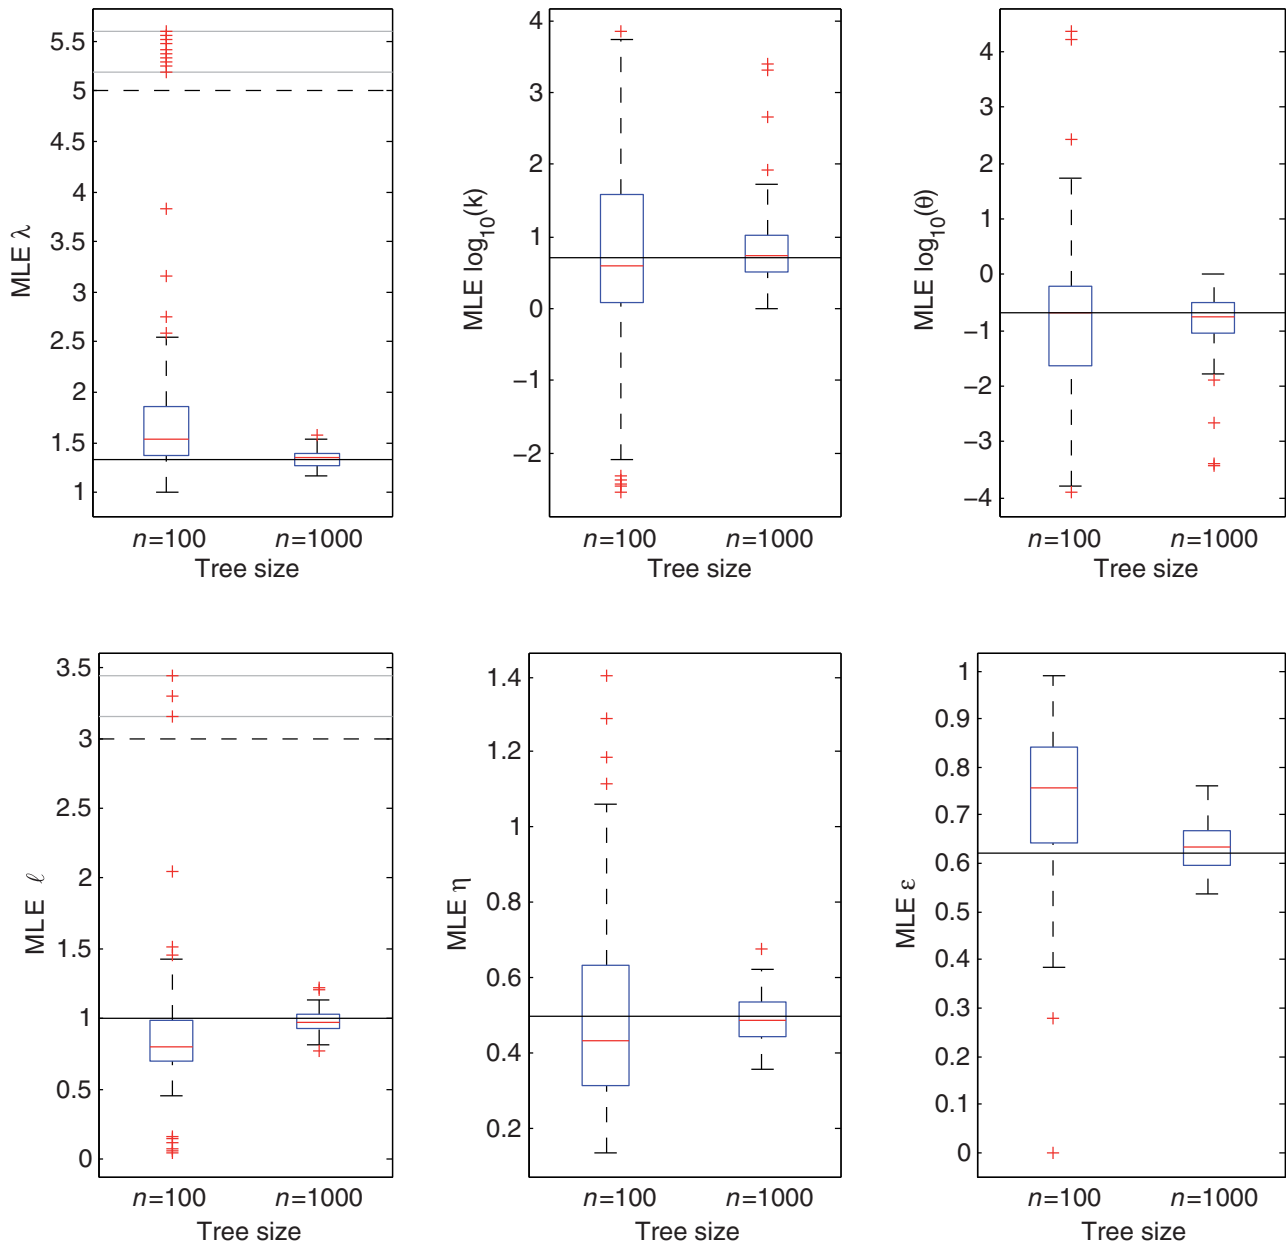 MLE λ
5.5
5
4.5
4
3.5
3
2.5
2
1.5
1
n=100 n=1000
Tree size
MLE log10(k)
4
3
2
1
0
−1
−2
n=100 n=1000
Tree size
MLE log10(θ)
4
3
2
1
0
−1
−2
−3
−4
n=100 n=1000
Tree size
MLE ℓ
3.5
3
2.5
2
1.5
1
0.5
0
n=100 n=1000
Tree size
MLE η
1.4
1.2
1
0.8
0.6
0.4
0.2
n=100 n=1000
Tree size
MLE ε
1
0.9
0.8
0.7
0.6
0.5
0.4
0.3
0.2
0.1
0
n=100 n=1000
Tree size